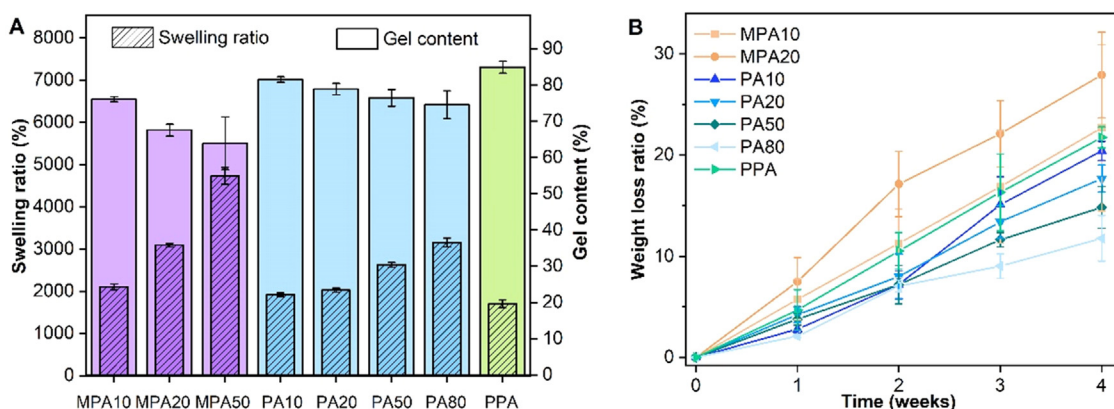 A
Swelling ratio
Gel content
Swelling ratio (%)
8000
7000
6000
5000
4000
3000
2000
1000
0
90
80
70
60
50
40
30
20
10
0
Gel content (%)
MPA10 MPA20 MPA50 PA10 PA20 PA50 PA80 PPA
B
MPA10
MPA20
PA10
PA20
PA50
PA80
PPA
Weight loss ratio (%)
30
20
10
0
0 1 2 3 4
Time (weeks)